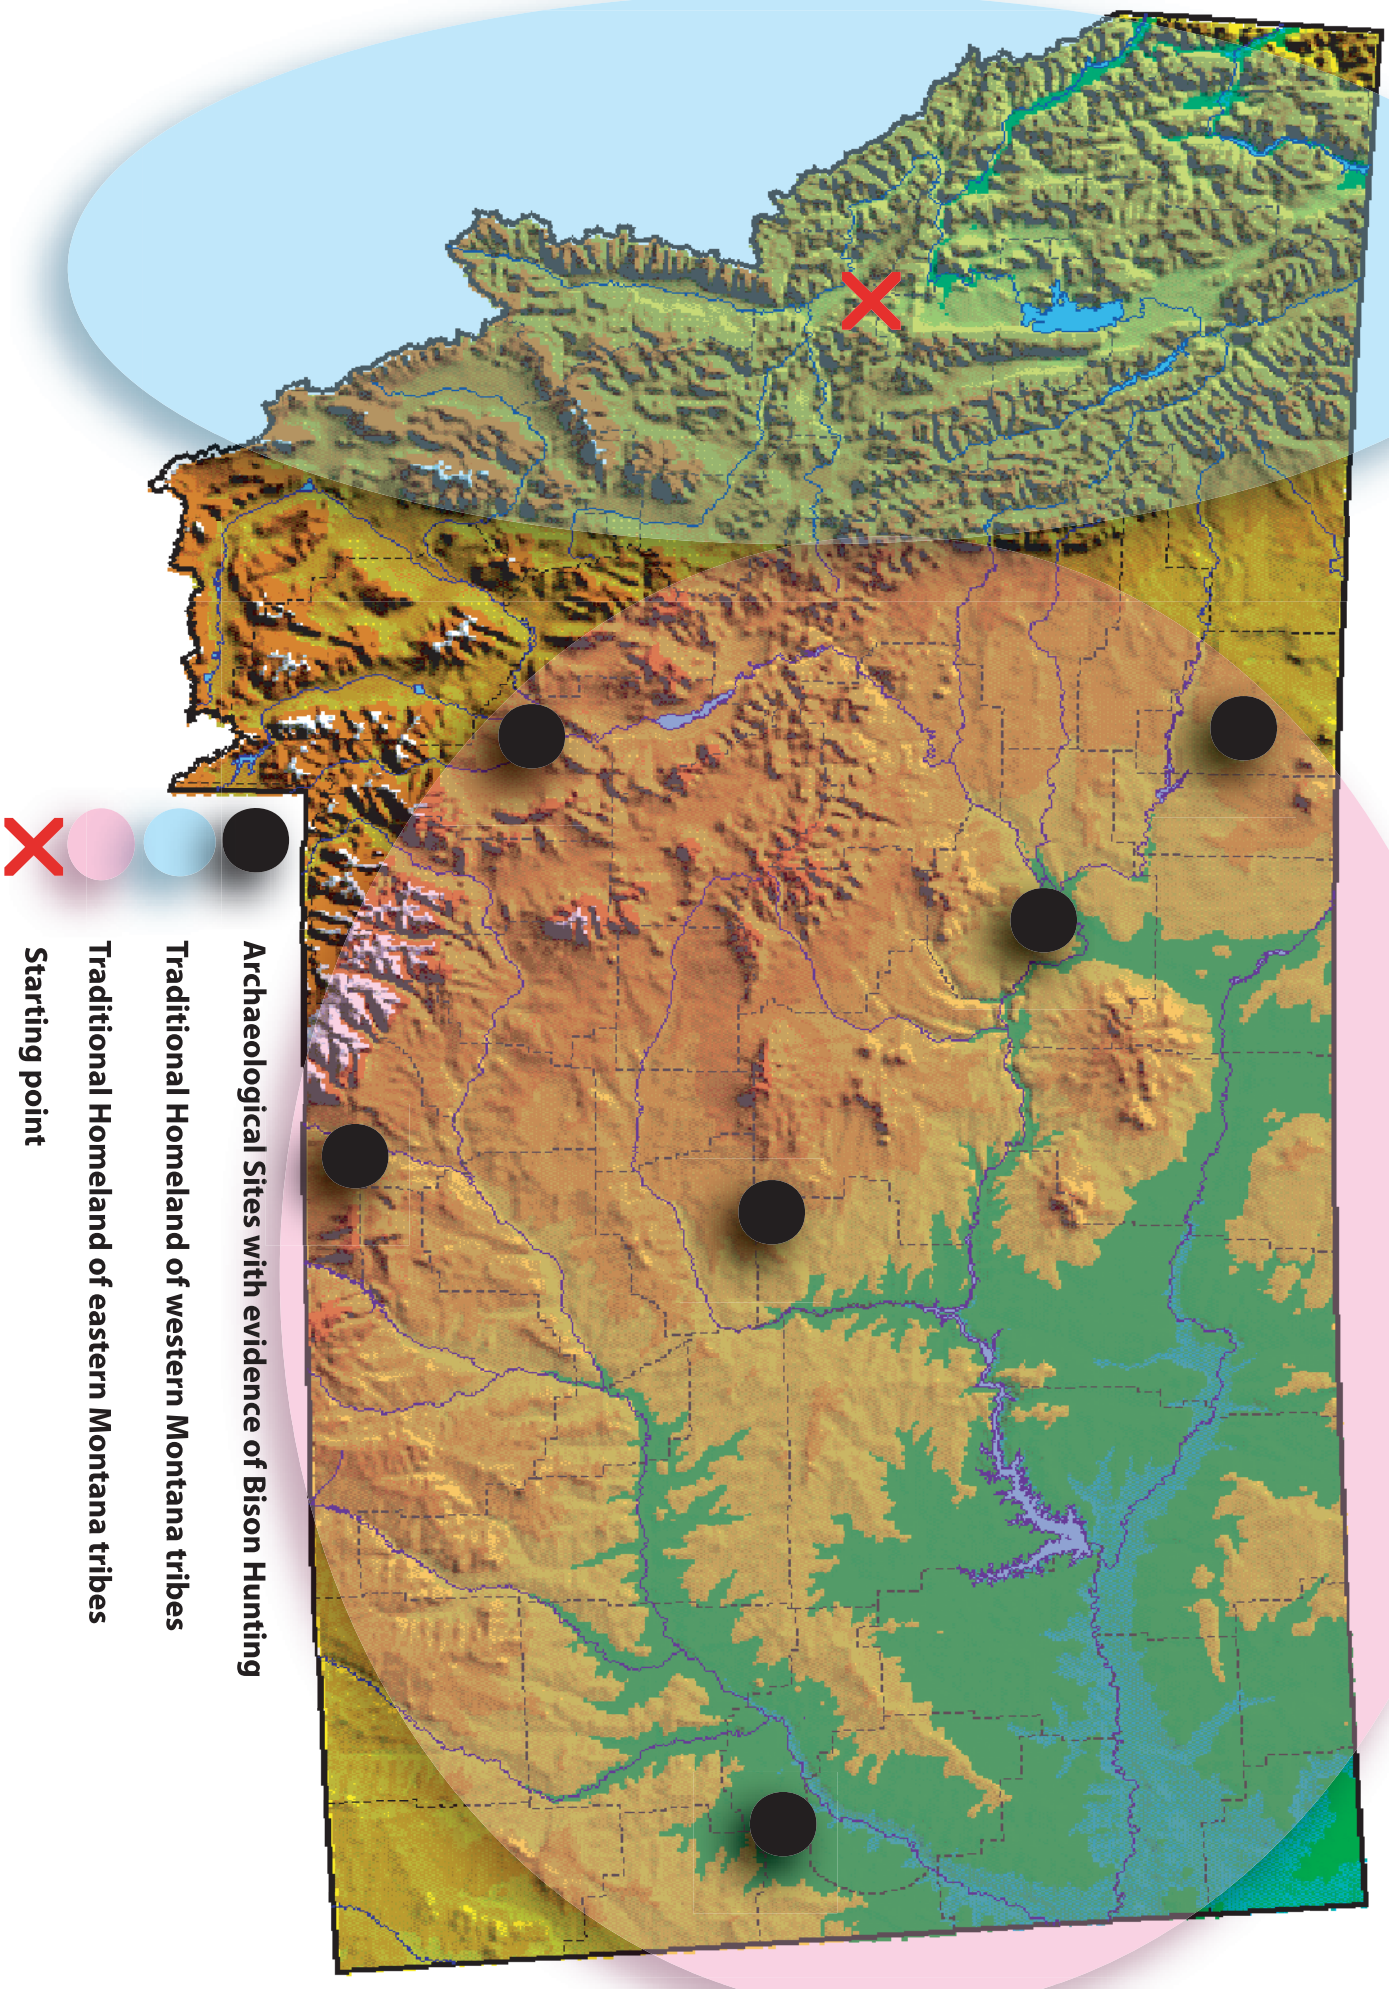 Archaeological Sites with evidence of Bison Hunting
Traditional Homeland of western Montana tribes
Traditional Homeland of eastern Montana tribes
Starting point